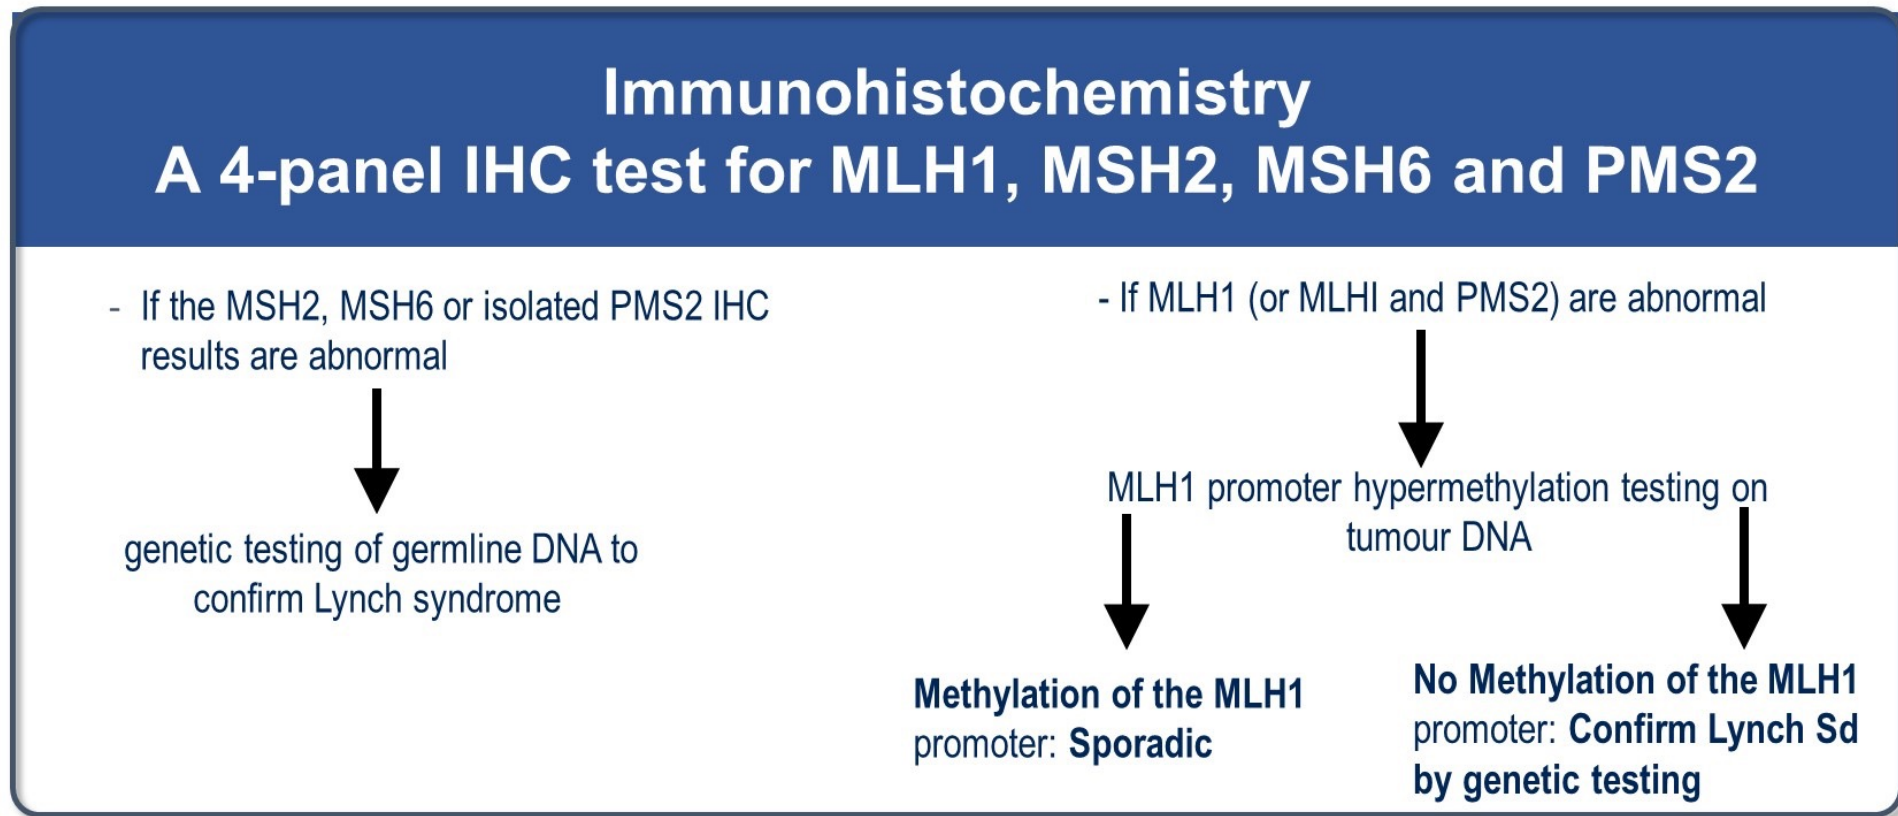 Immunohistochemistry
A 4-panel IHC test for MLH1, MSH2, MSH6 and PMS2
- If the MSH2, MSH6 or isolated PMS2 IHC
results are abnormal
genetic testing of germline DNA to
confirm Lynch syndrome
- If MLH1 (or MLHI and PMS2) are abnormal
MLH1 promoter hypermethylation testing on
tumour DNA
Methylation of the MLH1
promoter: Sporadic
No Methylation of the MLH1
promoter: Confirm Lynch Sd
by genetic testing